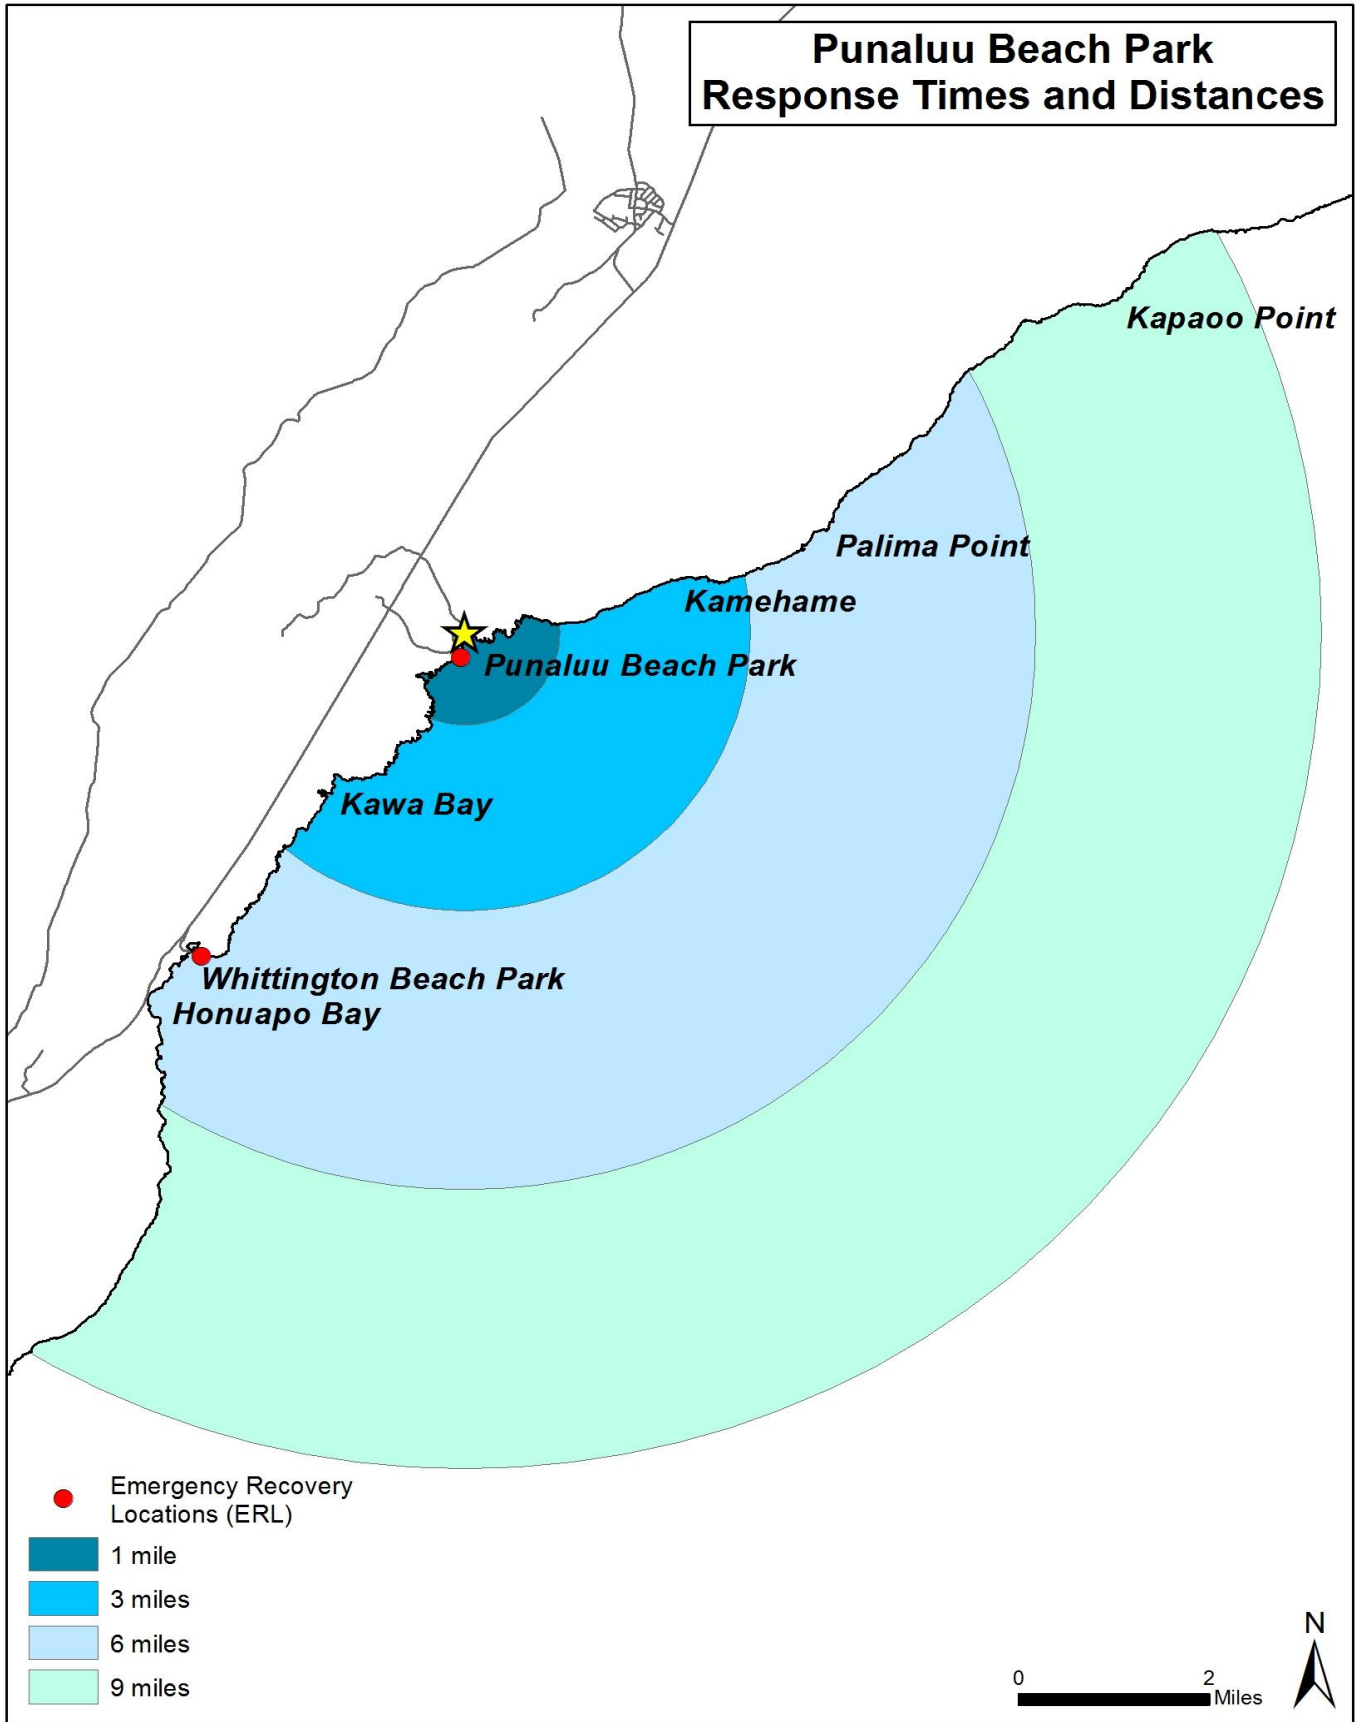 Punaluu Beach Park
Response Times and Distances
Kapaoo Point
Palima Point
Kamehame
Punaluu Beach Park
Kawa Bay
Whittington Beach Park
Honuapo Bay
Emergency Recovery
Locations (ERL)
1 mile
3 miles
6 miles
9 miles
N
0 2
Miles